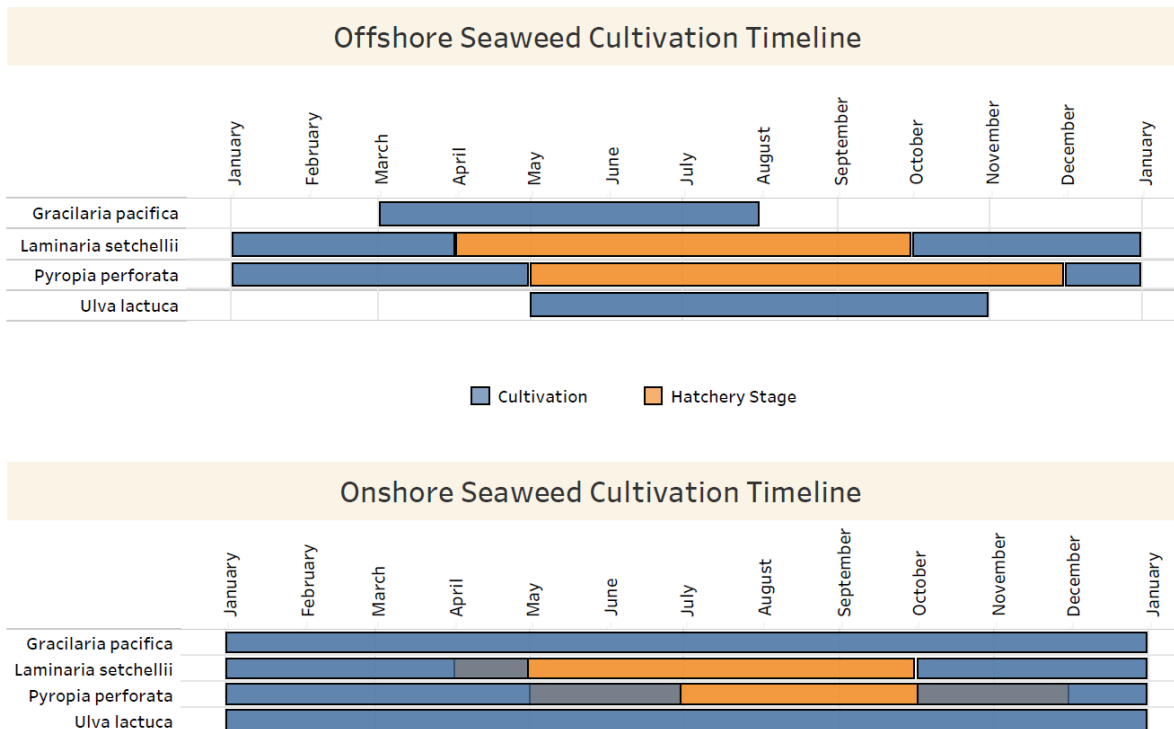 Offshore Seaweed Cultivation Timeline
January
February
March
April
May
June
July
August
September
October
November
December
January
Gracilaria pacifica
Laminaria setchellii
Pyropia perforata
Ulva lactuca
Cultivation
Hatchery Stage
Onshore Seaweed Cultivation Timeline
January
February
March
April
May
June
July
August
September
October
November
December
January
Gracilaria pacifica
Laminaria setchellii
Pyropia perforata
Ulva lactuca